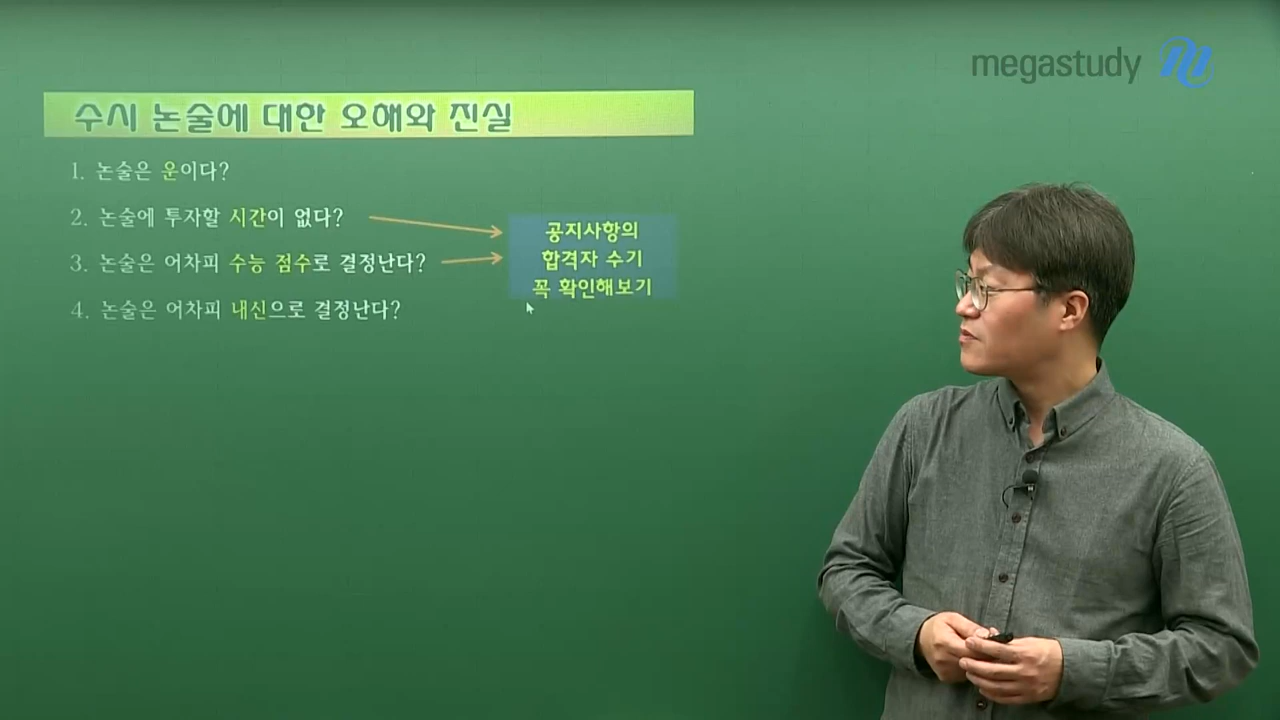 megastudy
수시 논술에 대한 오해와 진실
1. 논술은 운이다?
2. 논술에 투자할 시간이 없다?
3. 논술은 어차피 수능 점수로 결정난다?
4. 논술은 어차피 내신으로 결정난다?
공지사항의
합격자 수기
꼭 확인해보기